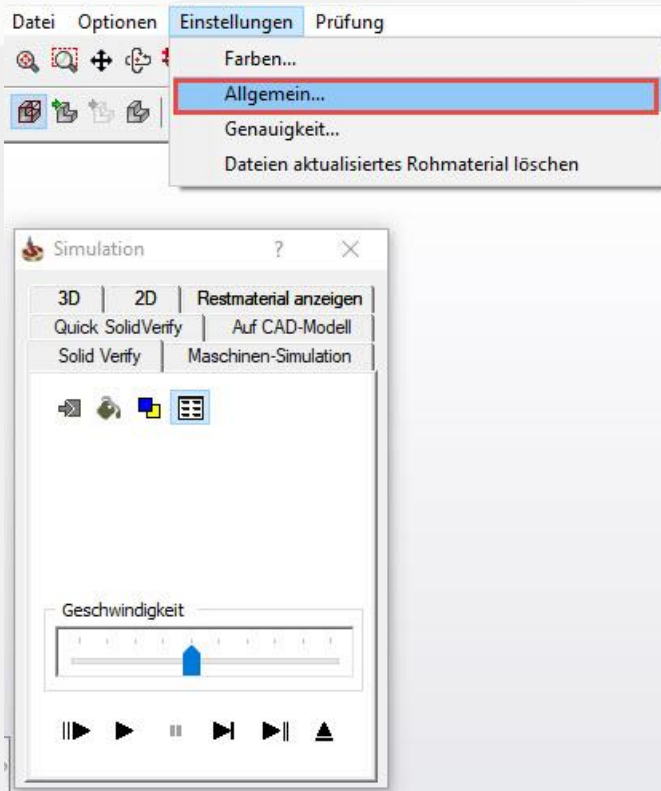 Datei Optionen Einstellungen Prüfung
Farben...
Allgemein...
Genauigkeit...
Dateien aktualisiertes Rohmaterial löschen
Simulation ?
3D 2D Restmaterial anzeigen
Quick SolidVerify Auf CAD-Modell
Solid Verify Maschinen-Simulation
Geschwindigkeit